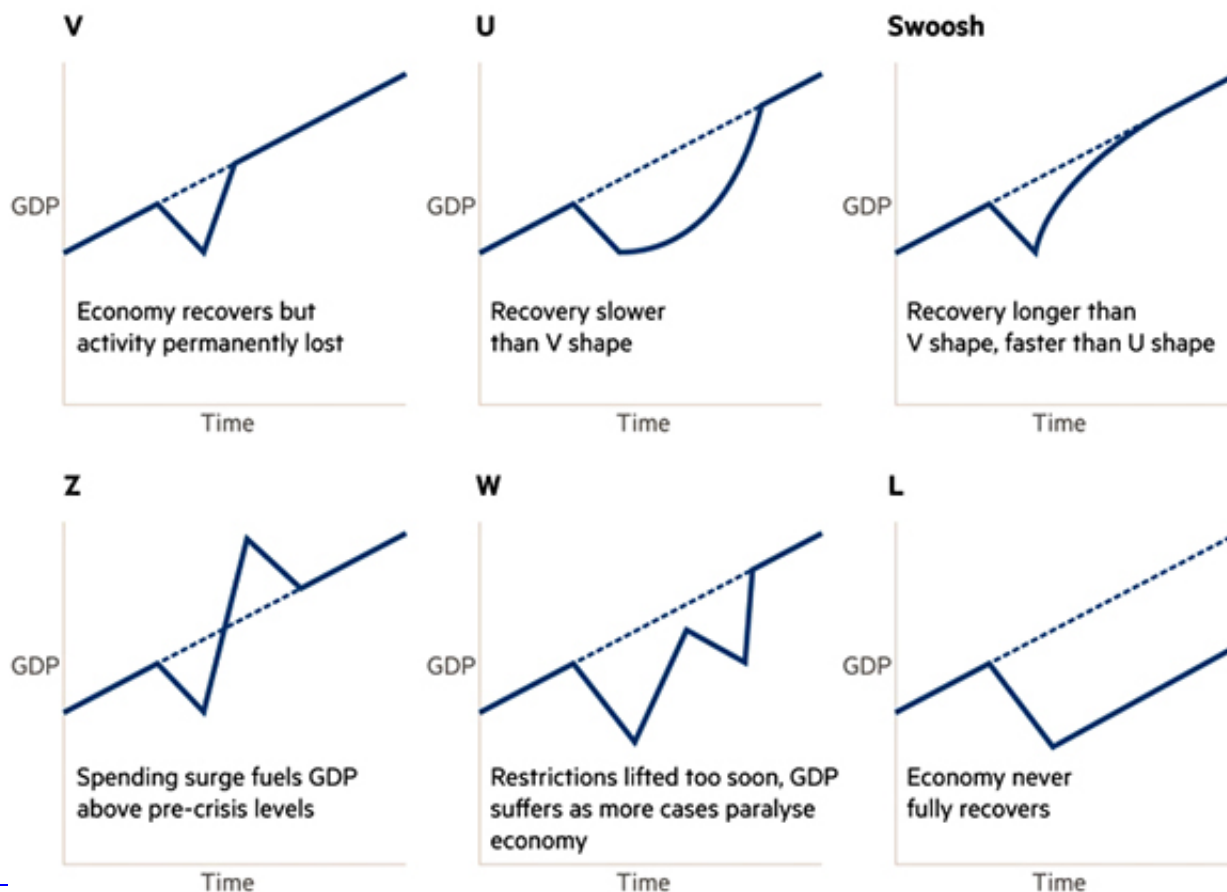 V
GDP
Economy recovers but
activity permanently lost
Time
U
GDP
Recovery slower
than V shape
Time
Swoosh
GDP
Recovery longer than
V shape, faster than U shape
Time
Z
GDP
Spending surge fuels GDP
above pre-crisis levels
Time
W
GDP
Restrictions lifted too soon, GDP
suffers as more cases paralyse
economy
Time
L
GDP
Economy never
fully recovers
Time